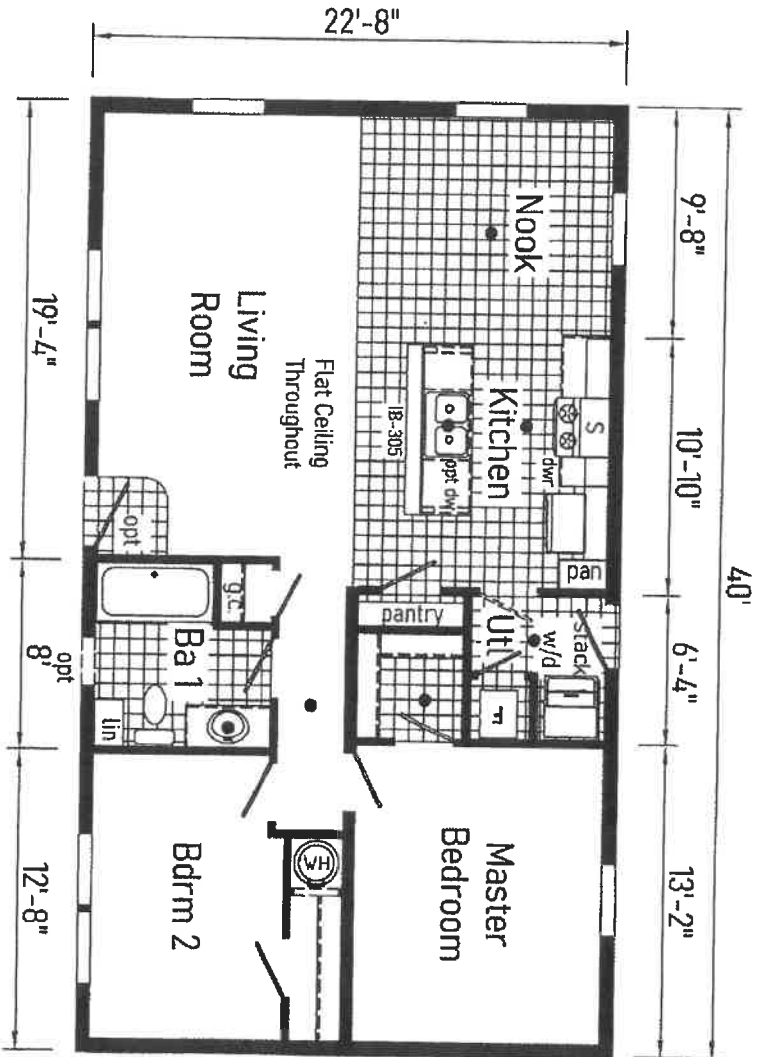 40'
9'-8"
10'-10"
6'-4"
13'-2"
22'-8"
Nook
Kitchen
S
dwr
pan
opt dw
IB-305
Flat Ceiling
Throughout
Living
Room
opt
pantry
Utl
stack
w/d
F
g.c.
Ba 1
lin
Master
Bedroom
WH
Bdrm 2
19'-4"
opt
8'
12'-8"